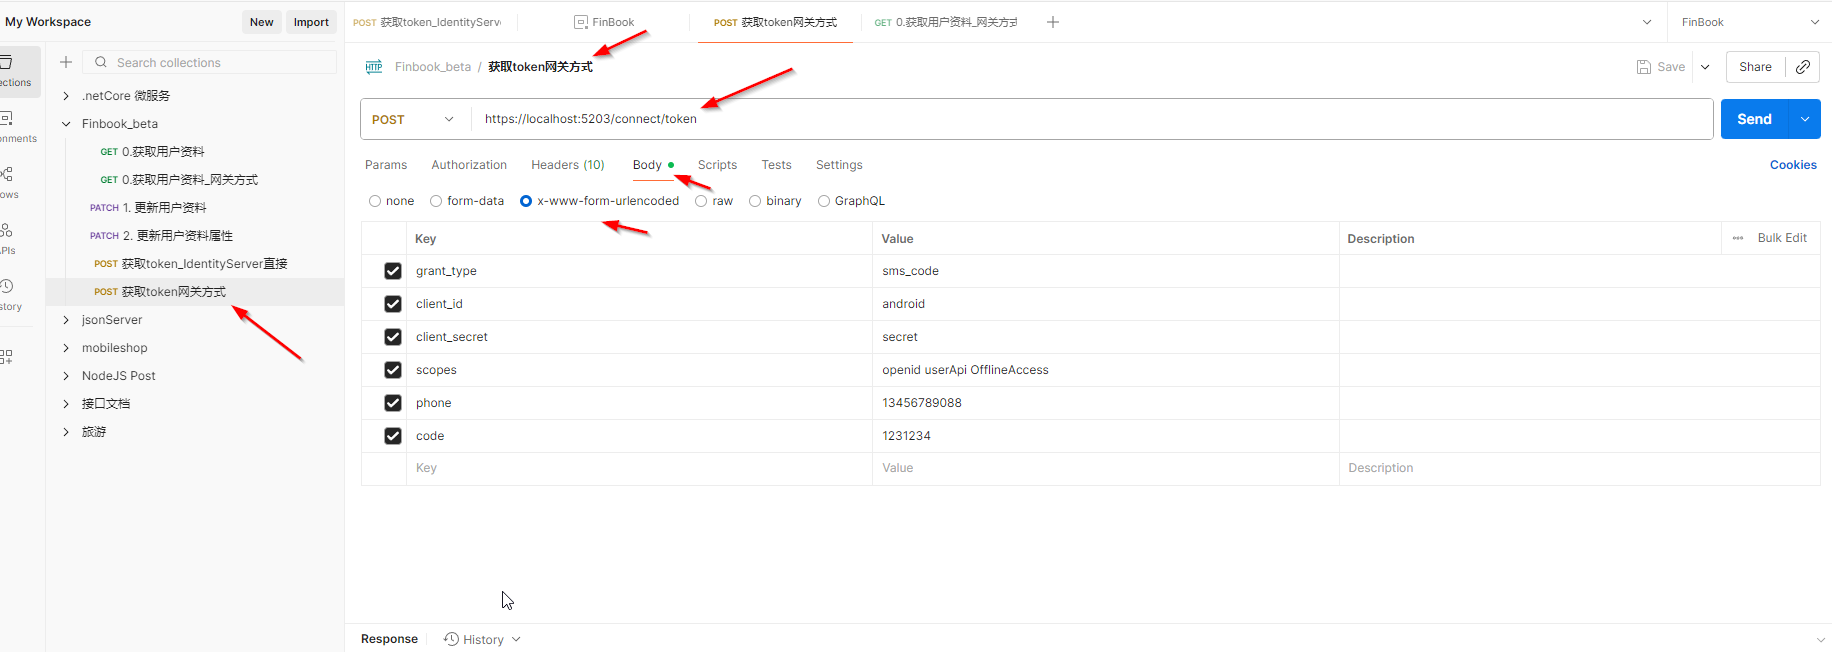 My Workspace
New
Import
POST 获取token_IdentityServ
FinBook
POST 获取token网关方式
GET 0.获取用户资料_网关方式
FinBook
Search collections
HTTP Finbook_beta / 获取token网关方式
Save
Share
ections
onments
ows
PIs
story
.netCore 微服务
Finbook_beta
GET 0.获取用户资料
GET 0.获取用户资料_网关方式
PATCH 1. 更新用户资料
PATCH 2. 更新用户资料属性
POST 获取token_IdentityServer直接
POST 获取token网关方式
jsonServer
mobileshop
NodeJS Post
接口文档
旅游
POST
https://localhost:5203/connect/token
Send
Params Authorization Headers (10) Body Scripts Tests Settings
Cookies
none form-data x-www-form-urlencoded raw binary GraphQL
Key Value Description Bulk Edit
grant_type sms_code
client_id android
client_secret secret
scopes openid userApi OfflineAccess
phone 13456789088
code 1231234
Key Value Description
Response History